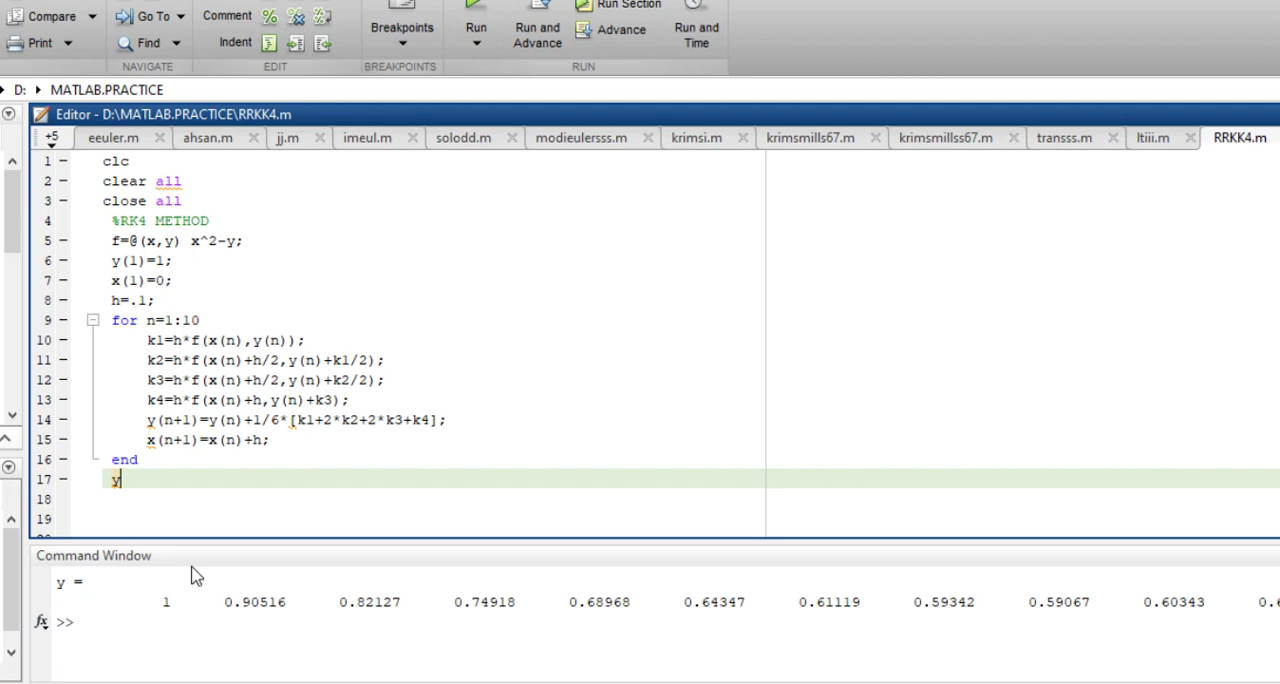 Compare Go To Comment Breakpoints Run Run and Advance Run Section Run and Time
Print Find Indent Advance
NAVIGATE EDIT BREAKPOINTS RUN
D: MATLAB.PRACTICE
Editor - D:\MATLAB.PRACTICE\RRKK4.m
+5 eeuler.m ahsan.m jj.m imeul.m solodd.m modieulersss.m krimsi.m krimsmills67.m krimsmillss67.m transss.m ltiii.m RRKK4.m
1 clc
2 clear all
3 close all
4 %RK4 METHOD
5 f=@(x,y) x^2-y;
6 y(1)=1;
7 x(1)=0;
8 h=.1;
9 for n=1:10
10 k1=h*f(x(n),y(n));
11 k2=h*f(x(n)+h/2,y(n)+k1/2);
12 k3=h*f(x(n)+h/2,y(n)+k2/2);
13 k4=h*f(x(n)+h,y(n)+k3);
14 y(n+1)=y(n)+1/6*[k1+2*k2+2*k3+k4];
15 x(n+1)=x(n)+h;
16 end
17 y
18
19
Command Window
y =
1 0.90516 0.82127 0.74918 0.68968 0.64347 0.61119 0.59342 0.59067 0.60343
fx >>